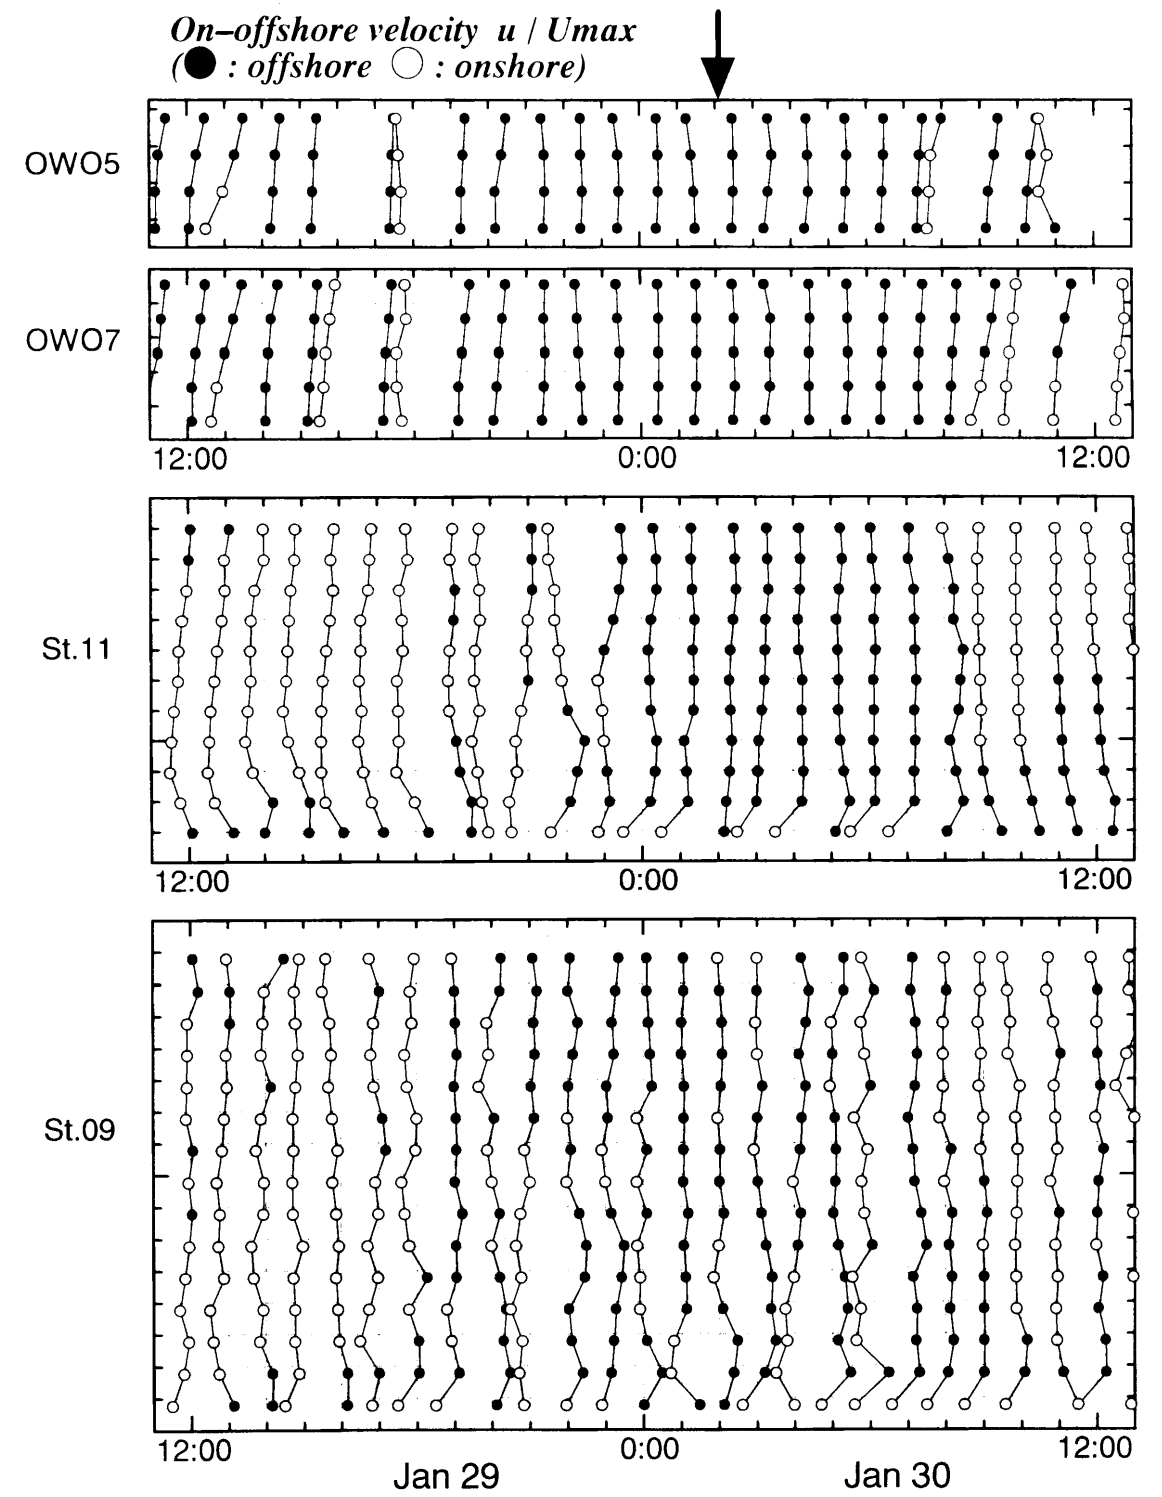 On–offshore velocity u / Umax
(● : offshore ○ : onshore)
OWO5
OWO7
12:00 0:00 12:00
St.11
12:00 0:00 12:00
St.09
12:00 0:00 12:00
Jan 29 Jan 30